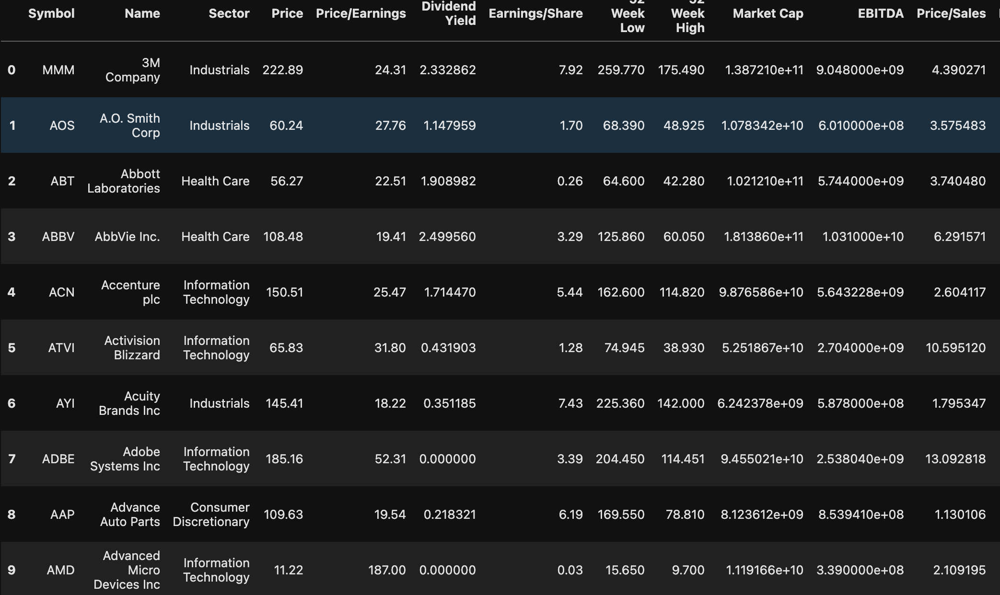 Symbol Name Sector Price Price/Earnings Dividend Yield Earnings/Share 52 Week Low 52 Week High Market Cap EBITDA Price/Sales
0 MMM 3M Company Industrials 222.89 24.31 2.332862 7.92 259.770 175.490 1.387210e+11 9.048000e+09 4.390271
1 AOS A.O. Smith Corp Industrials 60.24 27.76 1.147959 1.70 68.390 48.925 1.078342e+10 6.010000e+08 3.575483
2 ABT Abbott Laboratories Health Care 56.27 22.51 1.908982 0.26 64.600 42.280 1.021210e+11 5.744000e+09 3.740480
3 ABBV AbbVie Inc. Health Care 108.48 19.41 2.499560 3.29 125.860 60.050 1.813860e+11 1.031000e+10 6.291571
4 ACN Accenture plc Information Technology 150.51 25.47 1.714470 5.44 162.600 114.820 9.876586e+10 5.643228e+09 2.604117
5 ATVI Activision Blizzard Information Technology 65.83 31.80 0.431903 1.28 74.945 38.930 5.251867e+10 2.704000e+09 10.595120
6 AYI Acuity Brands Inc Industrials 145.41 18.22 0.351185 7.43 225.360 142.000 6.242378e+09 5.878000e+08 1.795347
7 ADBE Adobe Systems Inc Information Technology 185.16 52.31 0.000000 3.39 204.450 114.451 9.455021e+10 2.538040e+09 13.092818
8 AAP Advance Auto Parts Consumer Discretionary 109.63 19.54 0.218321 6.19 169.550 78.810 8.123612e+09 8.539410e+08 1.130106
9 AMD Advanced Micro Devices Inc Information Technology 11.22 187.00 0.000000 0.03 15.650 9.700 1.119166e+10 3.390000e+08 2.109195